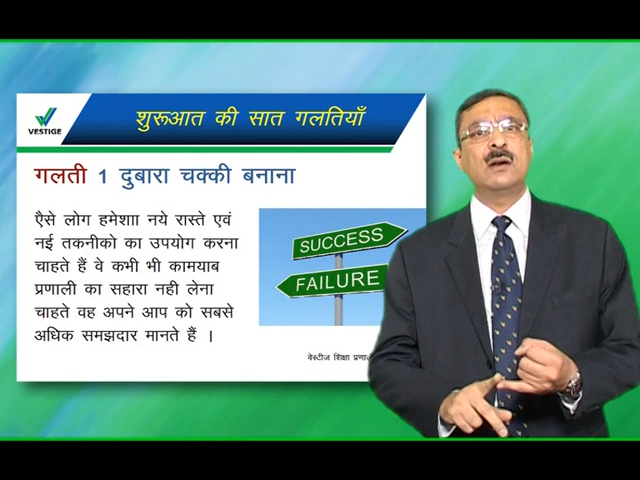 VESTIGE
शुरूआत की सात गलतियाँ
गलती 1 दुबारा चक्की बनाना
ऐसे लोग हमेशाा नये रास्ते एवं
नई तकनीको का उपयोग करना
चाहते हैं वे कभी भी कामयाब
प्रणाली का सहारा नही लेना
चाहते वह अपने आप को सबसे
अधिक समझदार मानते हैं ।
SUCCESS
FAILURE
वेस्टीज शिक्षा प्रणाली